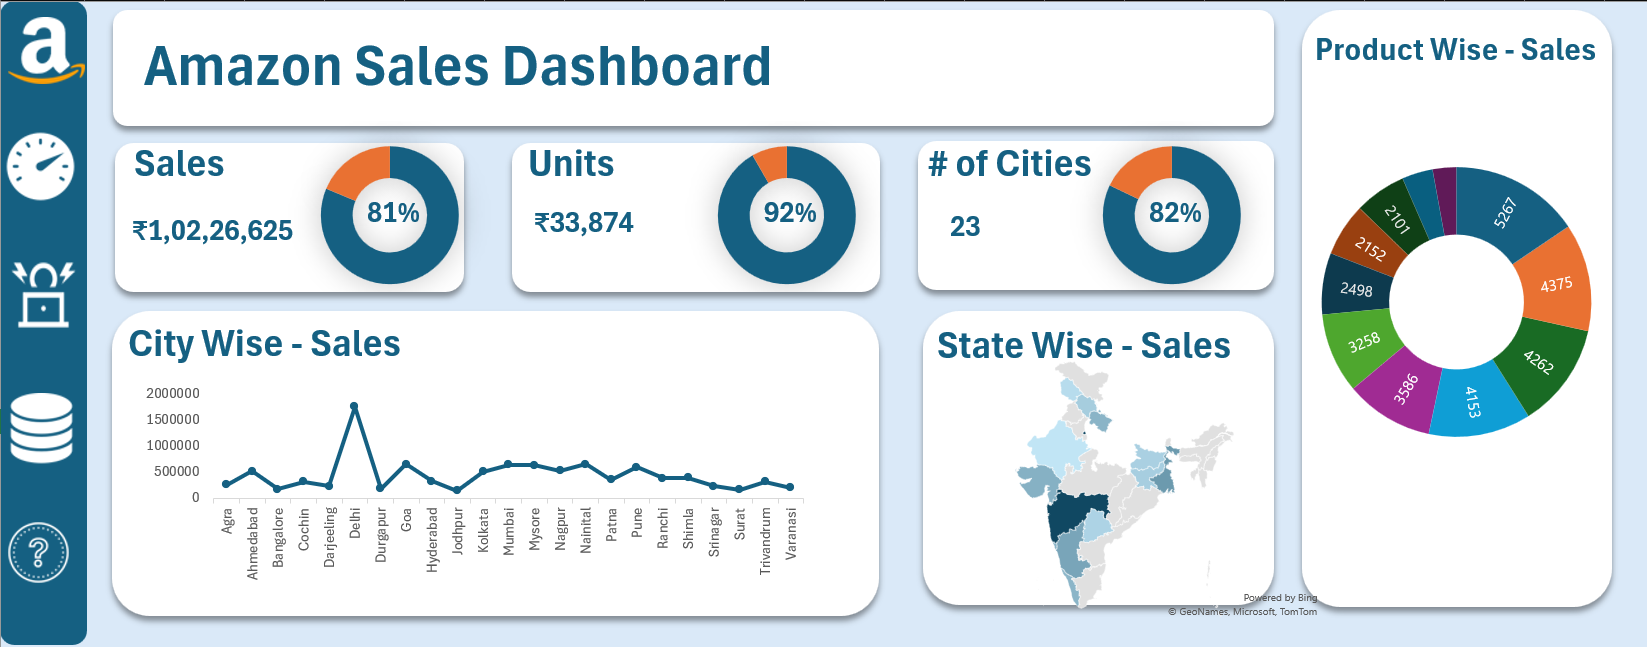 a
Amazon Sales Dashboard
Sales
₹1,02,26,625
81%
Units
₹33,874
92%
# of Cities
23
82%
City Wise - Sales
2000000
1500000
1000000
500000
0
Agra
Ahmedabad
Bangalore
Cochin
Darjeeling
Delhi
Durgapur
Goa
Hyderabad
Jodhpur
Kolkata
Mumbai
Mysore
Nagpur
Nainital
Patna
Pune
Ranchi
Shimla
Srinagar
Surat
Trivandrum
Varanasi
State Wise - Sales
Powered by Bing
© GeoNames, Microsoft, TomTom
Product Wise - Sales
5267
4375
4262
4153
3586
3258
2498
2152
2101
?